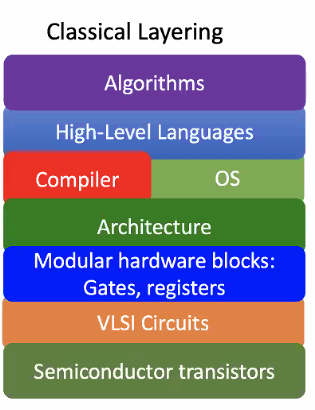 Classical Layering
Algorithms
High-Level Languages
Compiler
OS
Architecture
Modular hardware blocks:
Gates, registers
VLSI Circuits
Semiconductor transistors